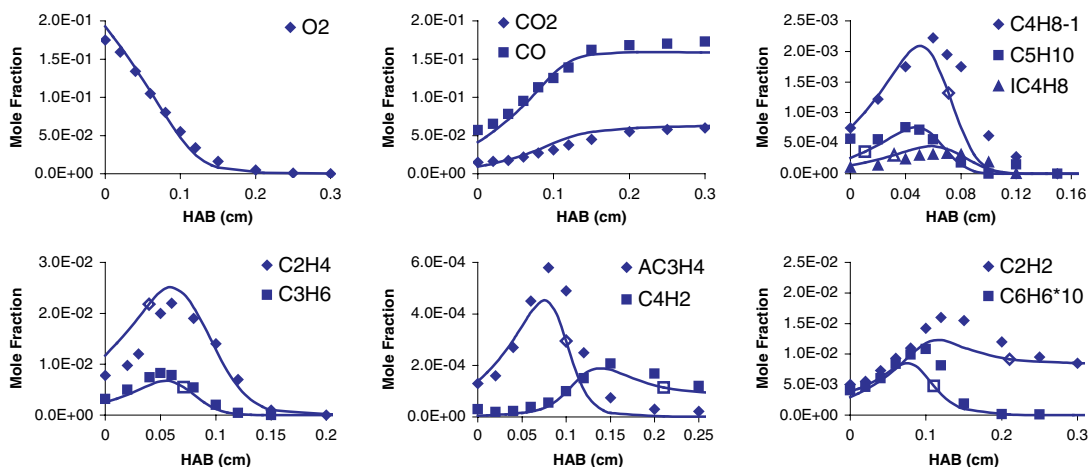 2.0E-01
1.5E-01
1.0E-01
5.0E-02
0.0E+00
0
0.1
0.2
0.3
Mole Fraction
HAB (cm)
O2
2.0E-01
1.5E-01
1.0E-01
5.0E-02
0.0E+00
0
0.1
0.2
0.3
Mole Fraction
HAB (cm)
CO2
CO
2.5E-03
2.0E-03
1.5E-03
1.0E-03
5.0E-04
0.0E+00
0.00
0.04
0.08
0.12
0.16
Mole Fraction
HAB (cm)
C4H8-1
C5H10
IC4H8
3.0E-02
2.0E-02
1.0E-02
0.0E+00
0
0.05
0.1
0.15
0.2
Mole Fraction
HAB (cm)
C2H4
C3H6
6.0E-04
4.0E-04
2.0E-04
0.0E+00
0.00
0.05
0.1
0.15
0.2
0.25
Mole Fraction
HAB (cm)
AC3H4
C4H2
2.5E-02
2.0E-02
1.5E-02
1.0E-02
5.0E-03
0.0E+00
0
0.1
0.2
0.3
Mole Fraction
HAB (cm)
C2H2
C6H6*10